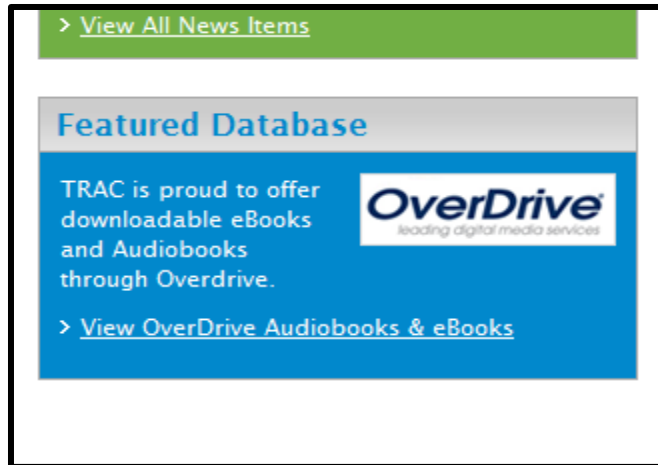 > View All News Items
Featured Database
TRAC is proud to offer
downloadable eBooks
and Audiobooks
through Overdrive.
OverDrive®
leading digital media services
> View OverDrive Audiobooks & eBooks